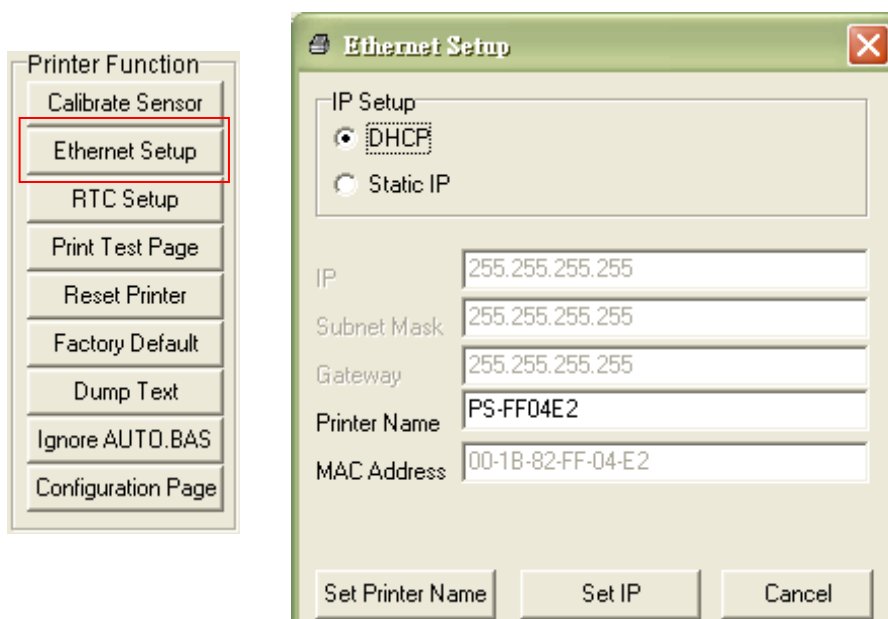 Printer Function
Calibrate Sensor
Ethernet Setup
RTC Setup
Print Test Page
Reset Printer
Factory Default
Dump Text
Ignore AUTO.BAS
Configuration Page
Ethernet Setup
IP Setup
DHCP
Static IP
IP 255.255.255.255
Subnet Mask 255.255.255.255
Gateway 255.255.255.255
Printer Name PS-FF04E2
MAC Address 00-1B-82-FF-04-E2
Set Printer Name Set IP Cancel